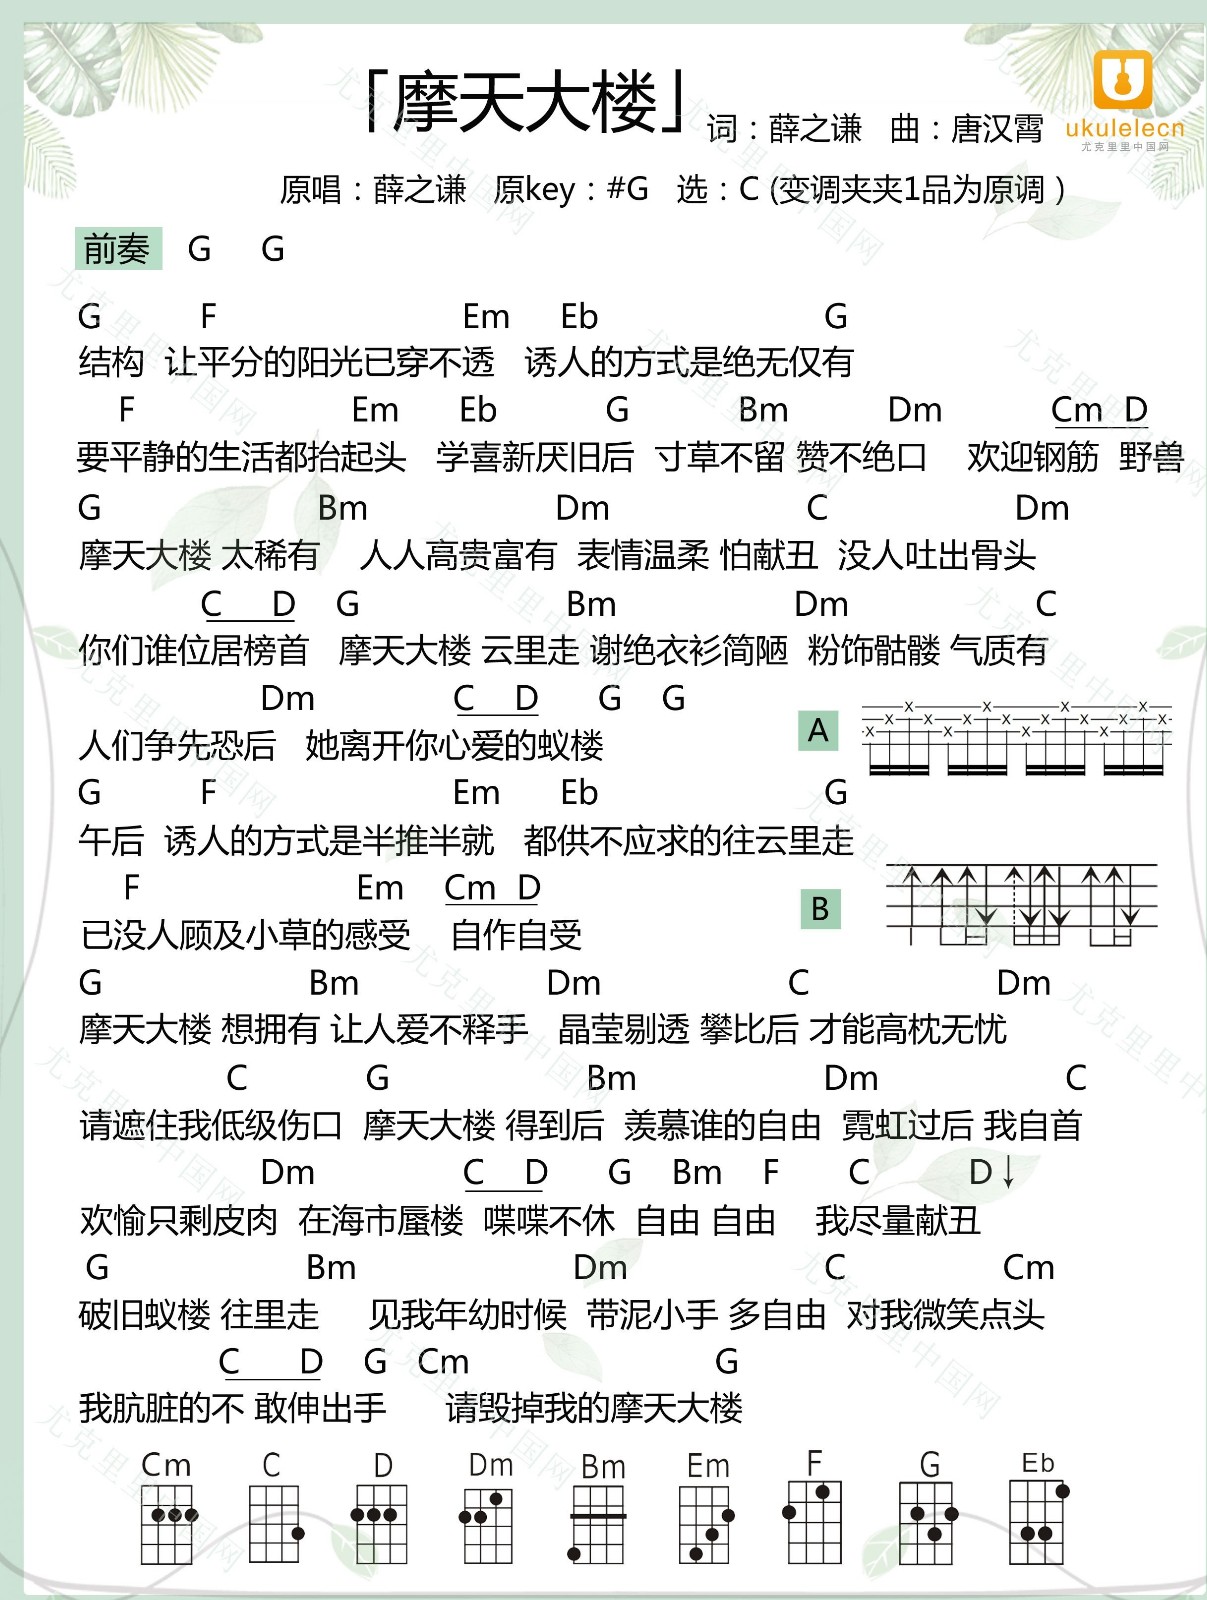 「摩天大楼」
词：薛之谦 曲：唐汉霄
ukulelecn
尤克里里中国网
原唱：薛之谦 原key：#G 选：C (变调夹夹1品为原调 )
前奏 G G
G F Em Eb G
结构 让平分的阳光已穿不透 诱人的方式是绝无仅有
F Em Eb G Bm Dm Cm D
要平静的生活都抬起头 学喜新厌旧后 寸草不留 赞不绝口 欢迎钢筋 野兽
G Bm Dm C Dm
摩天大楼 太稀有 人人高贵富有 表情温柔 怕献丑 没人吐出骨头
C D G Bm Dm C
你们谁位居榜首 摩天大楼 云里走 谢绝衣衫简陋 粉饰骷髅 气质有
Dm C D G G
人们争先恐后 她离开你心爱的蚁楼
A
G F Em Eb G
午后 诱人的方式是半推半就 都供不应求的往云里走
F Em Cm D
已没人顾及小草的感受 自作自受
B
G Bm Dm C Dm
摩天大楼 想拥有 让人爱不释手 晶莹剔透 攀比后 才能高枕无忧
C G Bm Dm C
请遮住我低级伤口 摩天大楼 得到后 羡慕谁的自由 霓虹过后 我自首
Dm C D G Bm F C D↓
欢愉只剩皮肉 在海市蜃楼 喋喋不休 自由 自由 我尽量献丑
G Bm Dm C Cm
破旧蚁楼 往里走 见我年幼时候 带泥小手 多自由 对我微笑点头
C D G Cm G
我肮脏的不 敢伸出手 请毁掉我的摩天大楼
Cm C D Dm Bm Em F G Eb